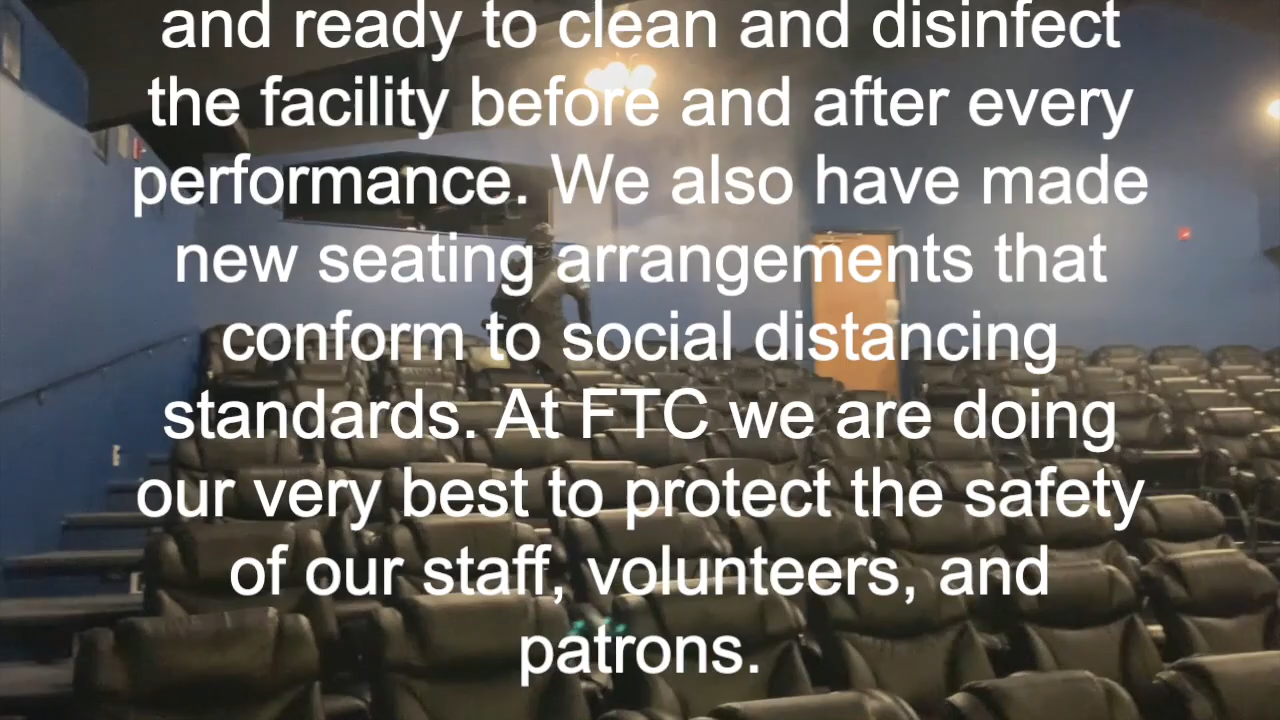 and ready to clean and disinfect
the facility before and after every
performance. We also have made
new seating arrangements that
conform to social distancing
standards. At FTC we are doing
our very best to protect the safety
of our staff, volunteers, and
patrons.